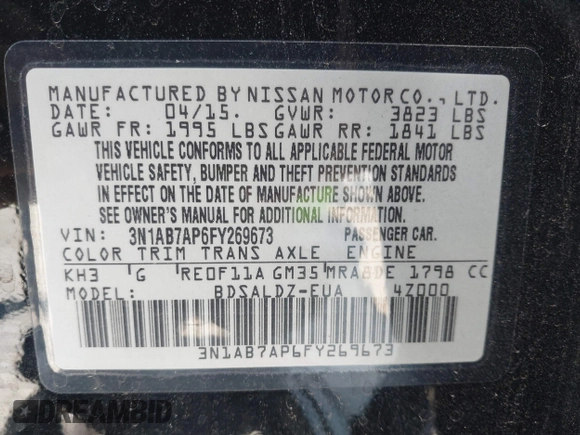 MANUFACTURED BY NISSAN MOTOR CO., LTD.
DATE: 04/15. GVWR: 3823 LBS
GAWR FR: 1995 LBS GAWR RR: 1841 LBS
THIS VEHICLE CONFORMS TO ALL APPLICABLE FEDERAL MOTOR
VEHICLE SAFETY, BUMPER AND THEFT PREVENTION STANDARDS
IN EFFECT ON THE DATE OF MANUFACTURE SHOWN ABOVE.
SEE OWNER'S MANUAL FOR ADDITIONAL INFORMATION.
VIN: 3N1AB7AP6FY269673 PASSENGER CAR.
COLOR TRIM TRANS AXLE ENGINE
KH3 G RE0F11A GM35 MRA8DE 1798 CC
MODEL: BDSALDZ-EUA 4Z000
3N1AB7AP6FY269673
DREAMBID